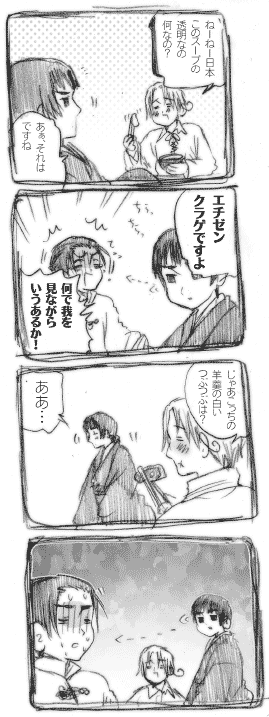 ねーねー日本
このスープの
透明なの
何なの？
あぁ、それは
ですね
エチゼン
クラゲですよ
何で我を
見ながら
いうあるか！
じゃあこっちの
羊羹の白い
つぶつぶは？
ああ…